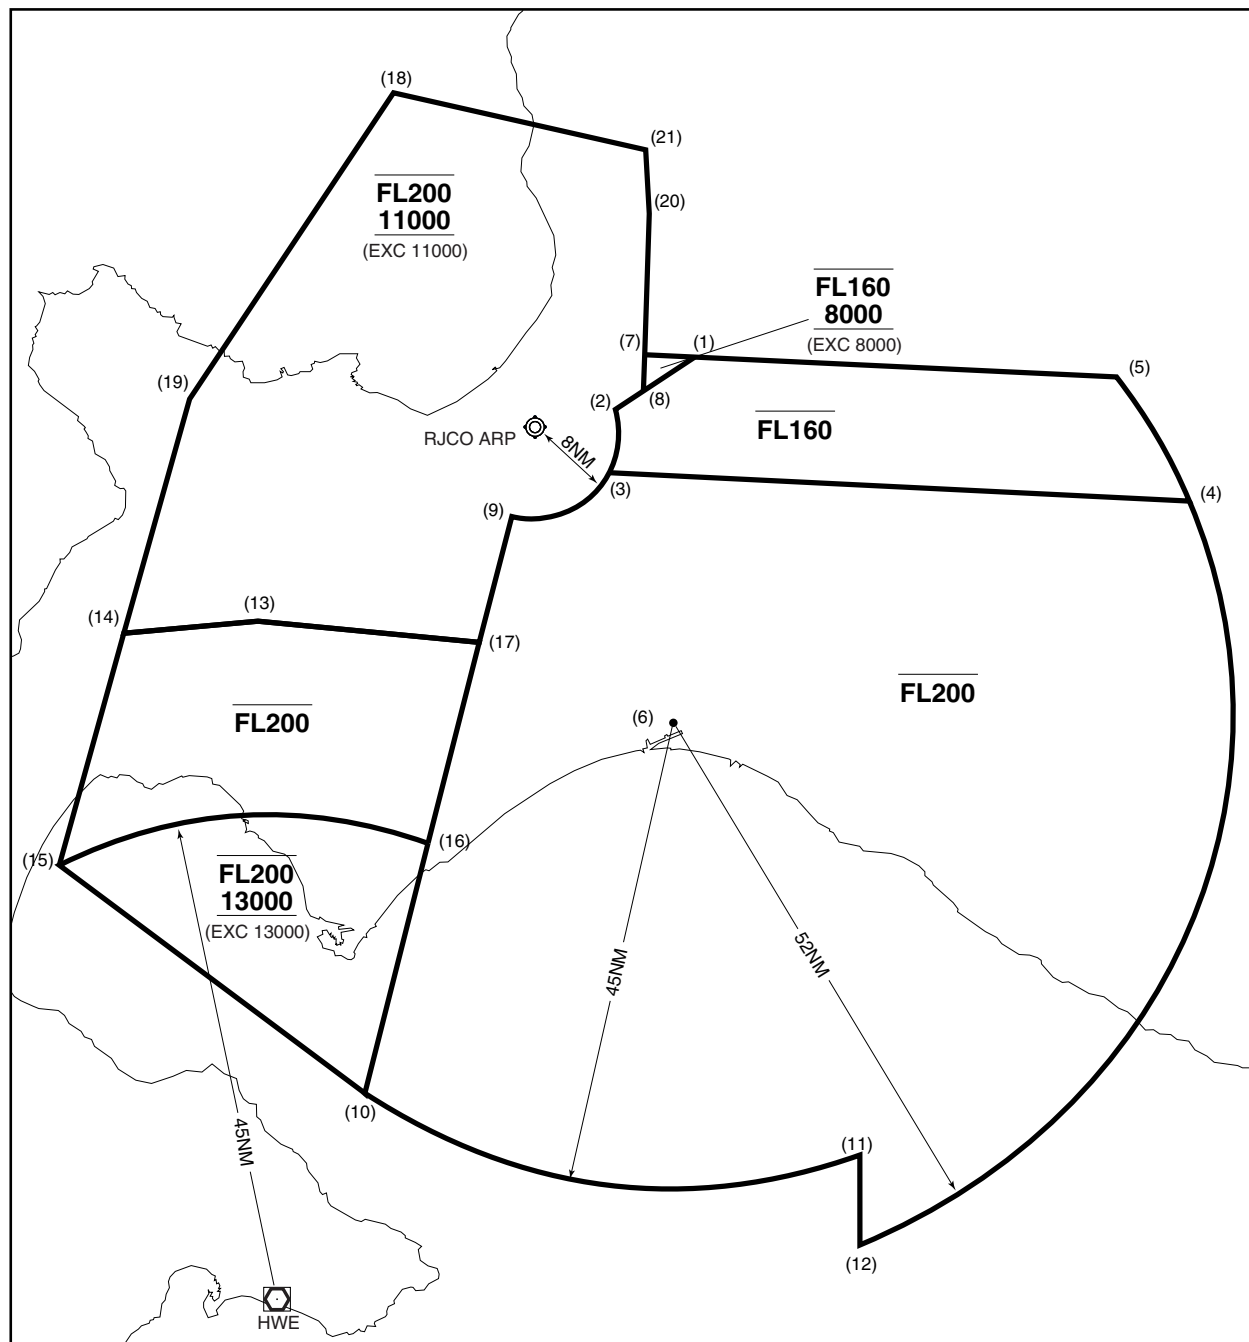 (18)
(21)
FL200
11000
(EXC 11000)
(20)
FL160
8000
(EXC 8000)
(7)
(1)
(5)
(19)
(2)
(8)
RJCO ARP
FL160
8NM
(3)
(4)
(9)
(14)
(13)
(17)
FL200
FL200
(6)
(16)
(15)
FL200
13000
(EXC 13000)
45NM
52NM
(10)
45NM
(11)
(12)
HWE